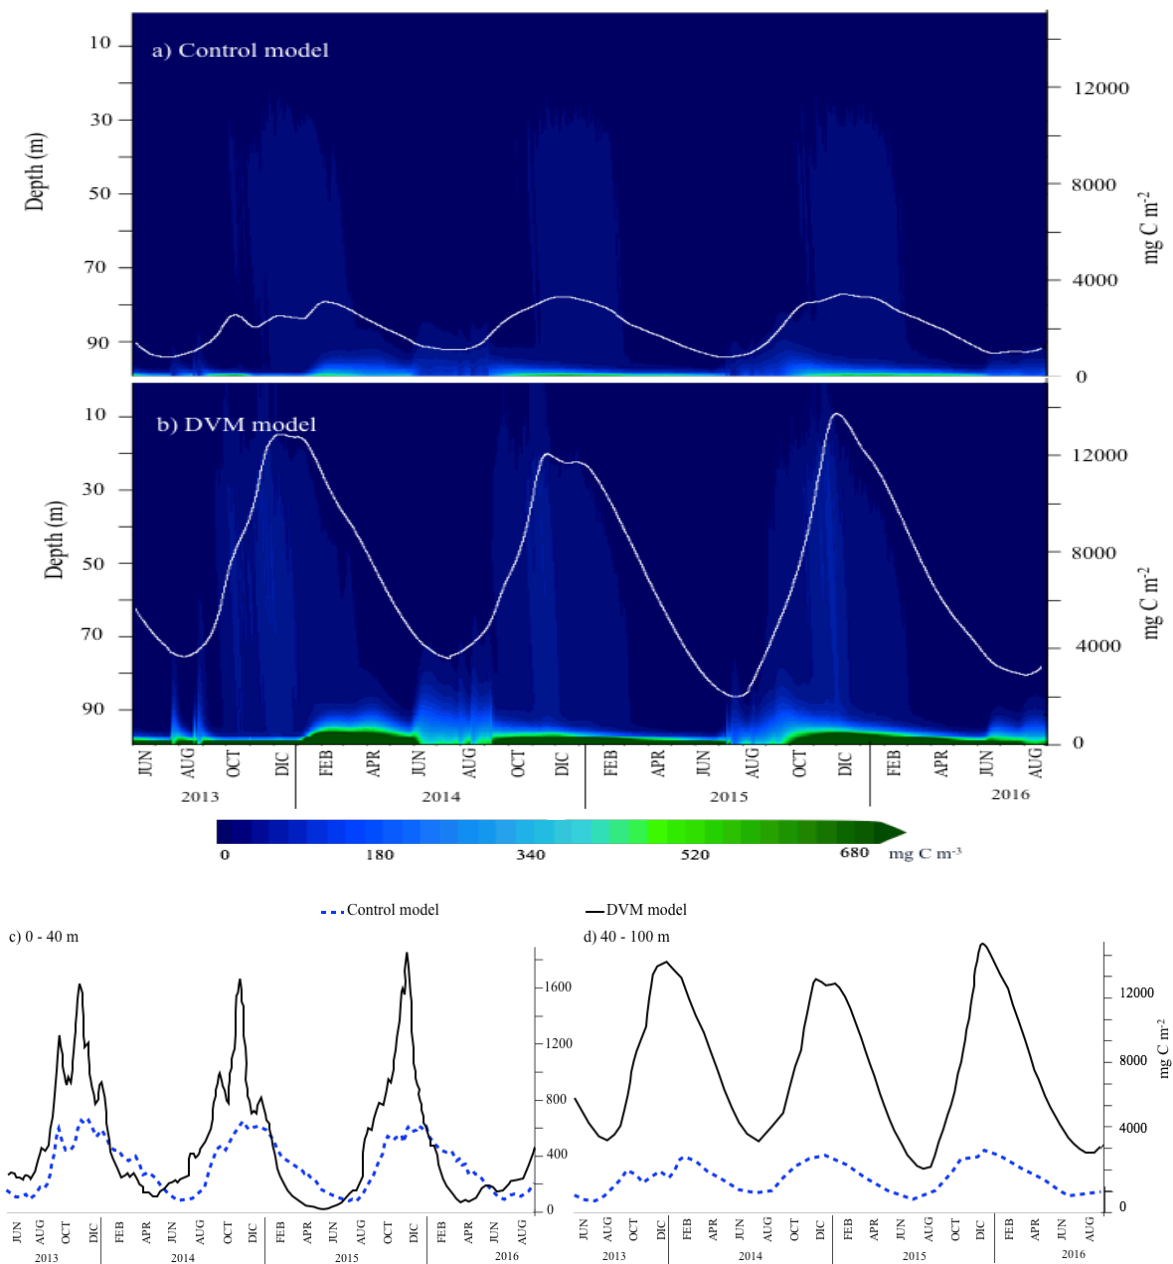 a) Control model
10
30
50
70
90
Depth (m)
12000
8000
4000
0
mg C m-2
b) DVM model
10
30
50
70
90
Depth (m)
12000
8000
4000
0
mg C m-2
JUN AUG OCT DIC FEB APR JUN AUG OCT DIC FEB APR JUN AUG OCT DIC FEB APR JUN AUG
2013 2014 2015 2016
0 180 340 520 680 mg C m-3
Control model DVM model
c) 0 - 40 m
1600
1200
800
400
0
JUN AUG OCT DIC FEB APR JUN AUG OCT DIC FEB APR JUN AUG OCT DIC FEB APR JUN AUG
2013 2014 2015 2016
d) 40 - 100 m
12000
8000
4000
0
mg C m-2
JUN AUG OCT DIC FEB APR JUN AUG OCT DIC FEB APR JUN AUG OCT DIC FEB APR JUN AUG
2013 2014 2015 2016